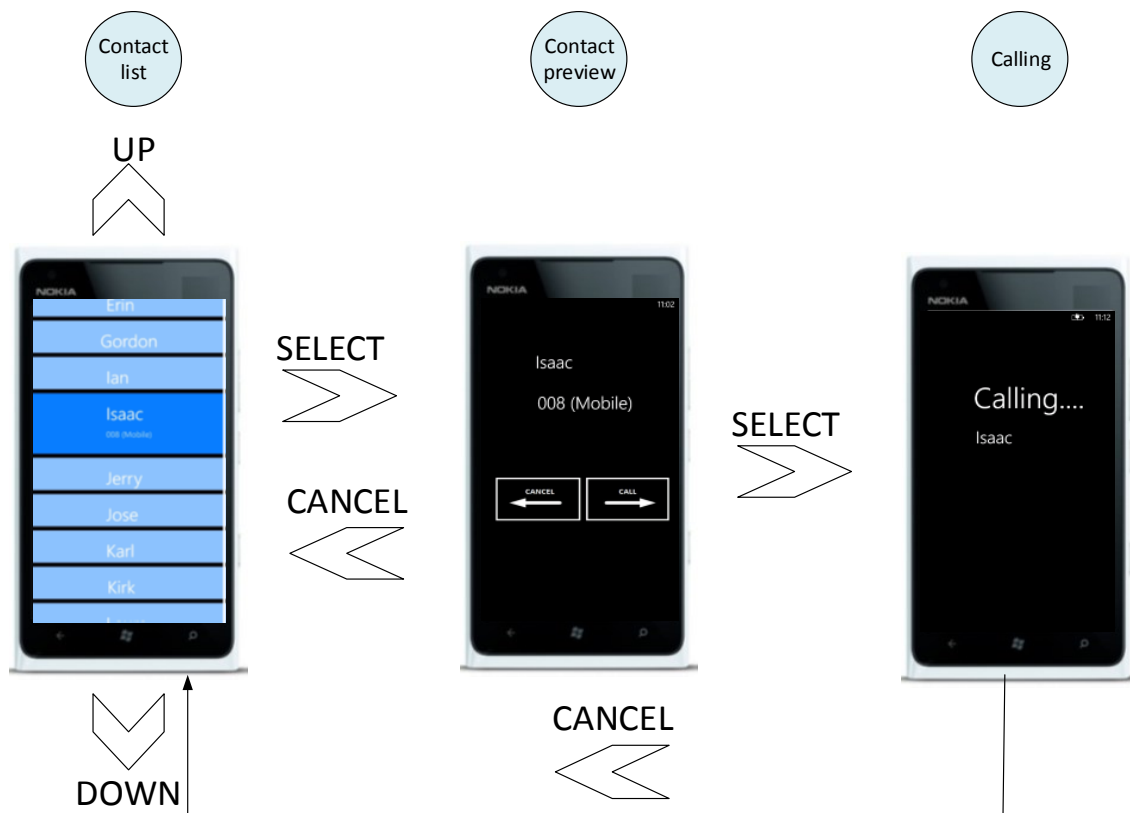 Contact
list
Contact
preview
Calling
UP
NOKIA
Erin
Gordon
Ian
Isaac
008 (Mobile)
Jerry
Jose
Karl
Kirk
DOWN
SELECT
CANCEL
NOKIA
11:02
Isaac
008 (Mobile)
CANCEL
CALL
SELECT
CANCEL
NOKIA
11:12
Calling....
Isaac